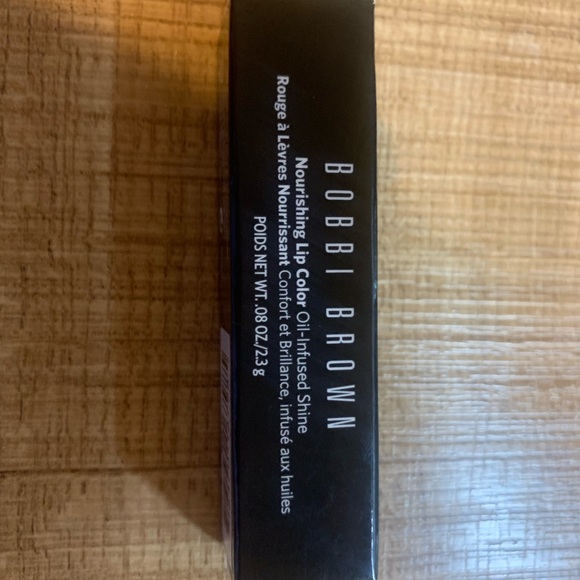 BOBBI BROWN
Nourishing Lip Color Oil-Infused Shine
Rouge à Lèvres Nourrissant Confort et Brillance, infusé aux huiles
POIDS NET WT. .08 OZ./2.3 g